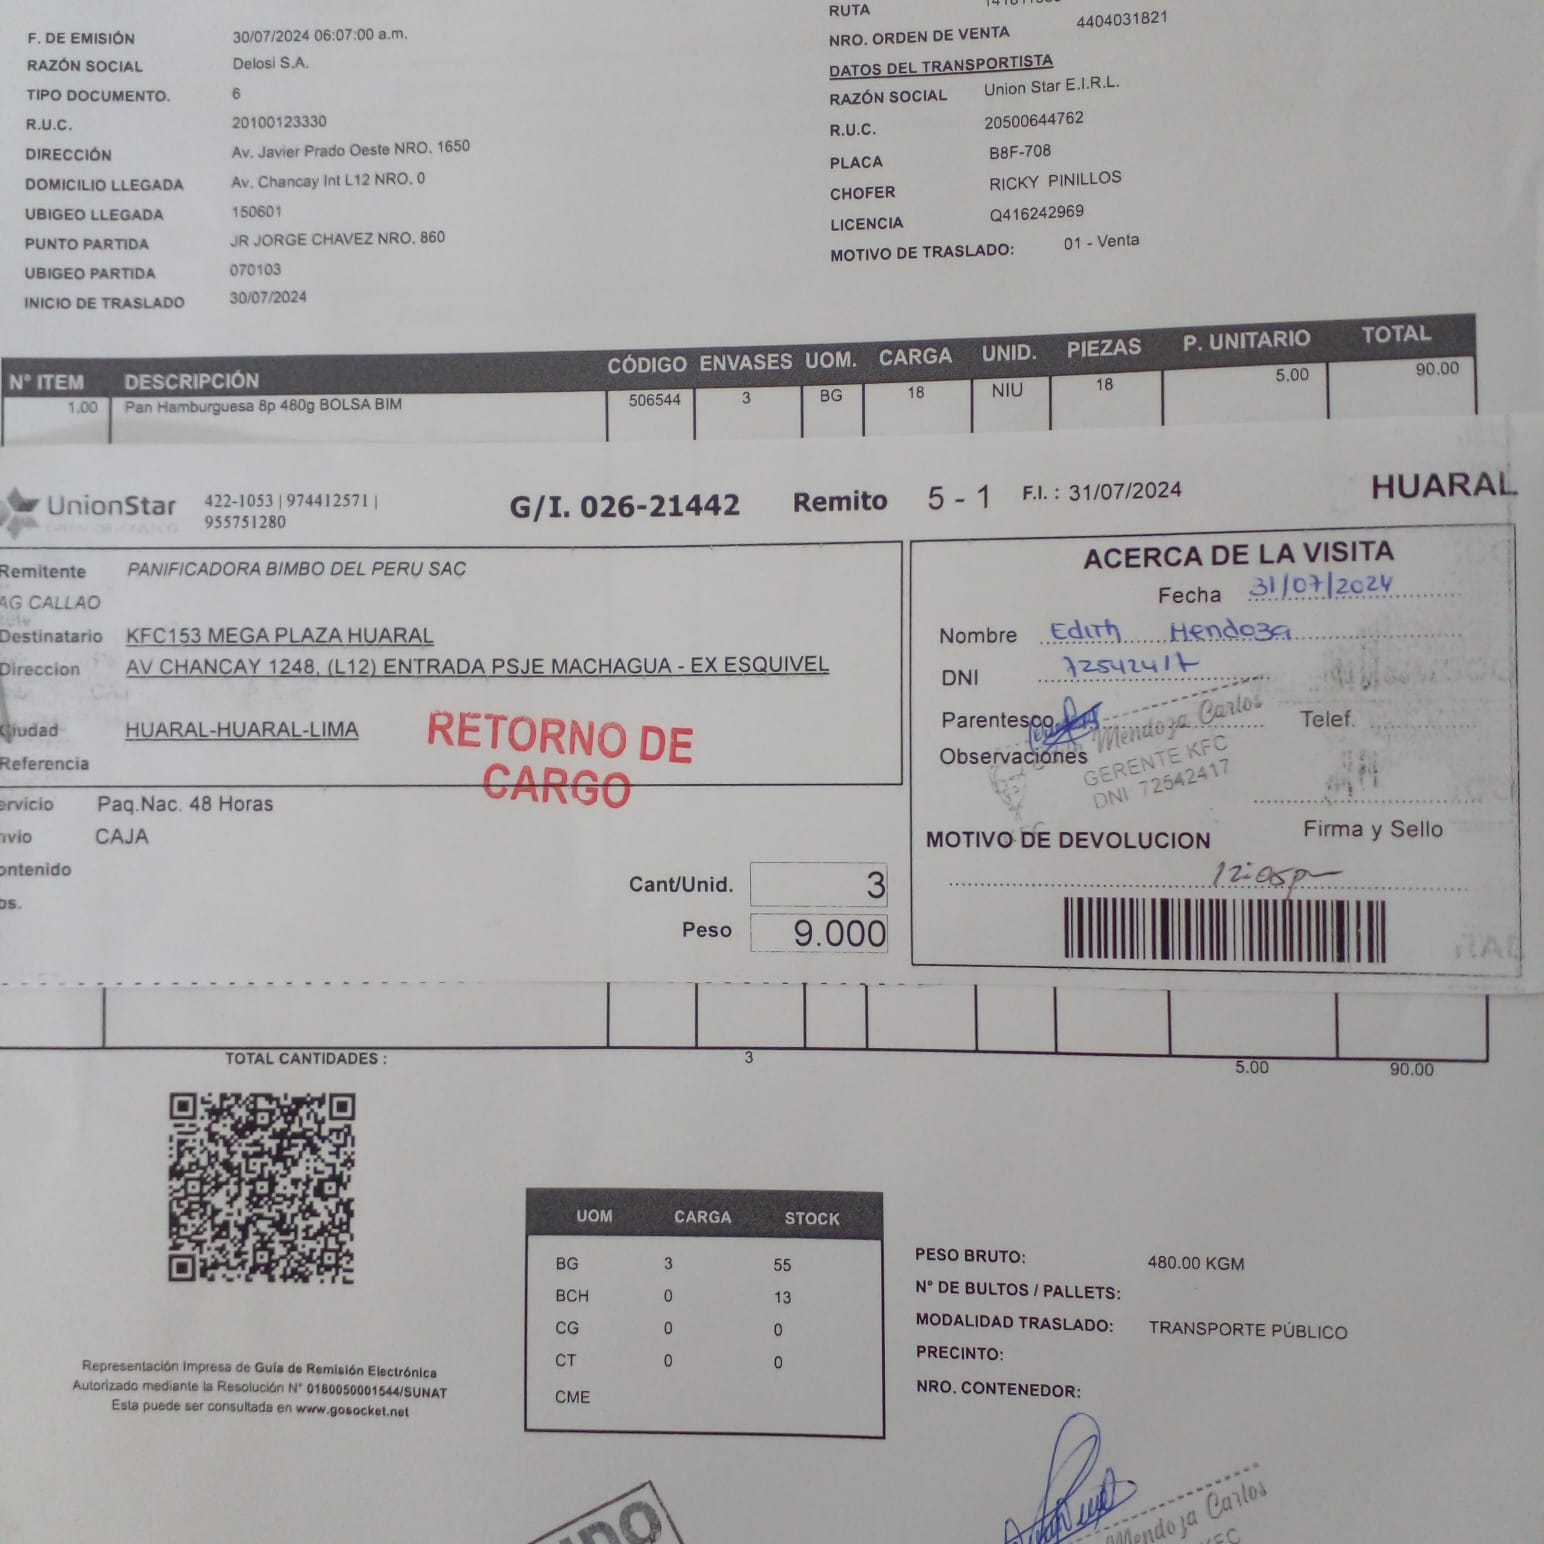 RUTA
NRO. ORDEN DE VENTA 4404031821
DATOS DEL TRANSPORTISTA
RAZÓN SOCIAL Union Star E.I.R.L.
R.U.C. 20500644762
PLACA B8F-708
CHOFER RICKY PINILLOS
LICENCIA Q416242969
MOTIVO DE TRASLADO: 01 - Venta
F. DE EMISIÓN 30/07/2024 06:07:00 a.m.
RAZÓN SOCIAL Delosi S.A.
TIPO DOCUMENTO. 6
R.U.C. 20100123330
DIRECCIÓN Av. Javier Prado Oeste NRO. 1650
DOMICILIO LLEGADA Av. Chancay Int L12 NRO. 0
UBIGEO LLEGADA 150601
PUNTO PARTIDA JR JORGE CHAVEZ NRO. 860
UBIGEO PARTIDA 070103
INICIO DE TRASLADO 30/07/2024
N° ITEM DESCRIPCIÓN CÓDIGO ENVASES UOM. CARGA UNID. PIEZAS P. UNITARIO TOTAL
1.00 Pan Hamburguesa 8p 480g BOLSA BIM 506544 3 BG 18 NIU 18 5.00 90.00
UnionStar 422-1053 | 974412571 |
955751280
G/I. 026-21442 Remito 5 - 1 F.I. : 31/07/2024 HUARAL
Remitente PANIFICADORA BIMBO DEL PERU SAC
AG CALLAO
Destinatario KFC153 MEGA PLAZA HUARAL
Direccion AV CHANCAY 1248, (L12) ENTRADA PSJE MACHAGUA - EX ESQUIVEL
Ciudad HUARAL-HUARAL-LIMA
Referencia
RETORNO DE
CARGO
ervicio Paq.Nac. 48 Horas
nvio CAJA
ontenido
os.
Cant/Unid. 3
Peso 9.000
ACERCA DE LA VISITA
Fecha 31/07/2024
Nombre Edith Mendoza
DNI 72542417
Parentesco Telef.
Observaciones
Mendoza Carlos
GERENTE KFC
DNI 72542417
Firma y Sello
MOTIVO DE DEVOLUCION
12:05pm
TOTAL CANTIDADES : 3 5.00 90.00
UOM CARGA STOCK
BG 3 55
BCH 0 13
CG 0 0
CT 0 0
CME
PESO BRUTO: 480.00 KGM
N° DE BULTOS / PALLETS:
MODALIDAD TRASLADO: TRANSPORTE PÚBLICO
PRECINTO:
NRO. CONTENEDOR:
Representación Impresa de Guía de Remisión Electrónica
Autorizado mediante la Resolución N° 0180050001544/SUNAT
Esta puede ser consultada en www.gosocket.net
Mendoza Carlos